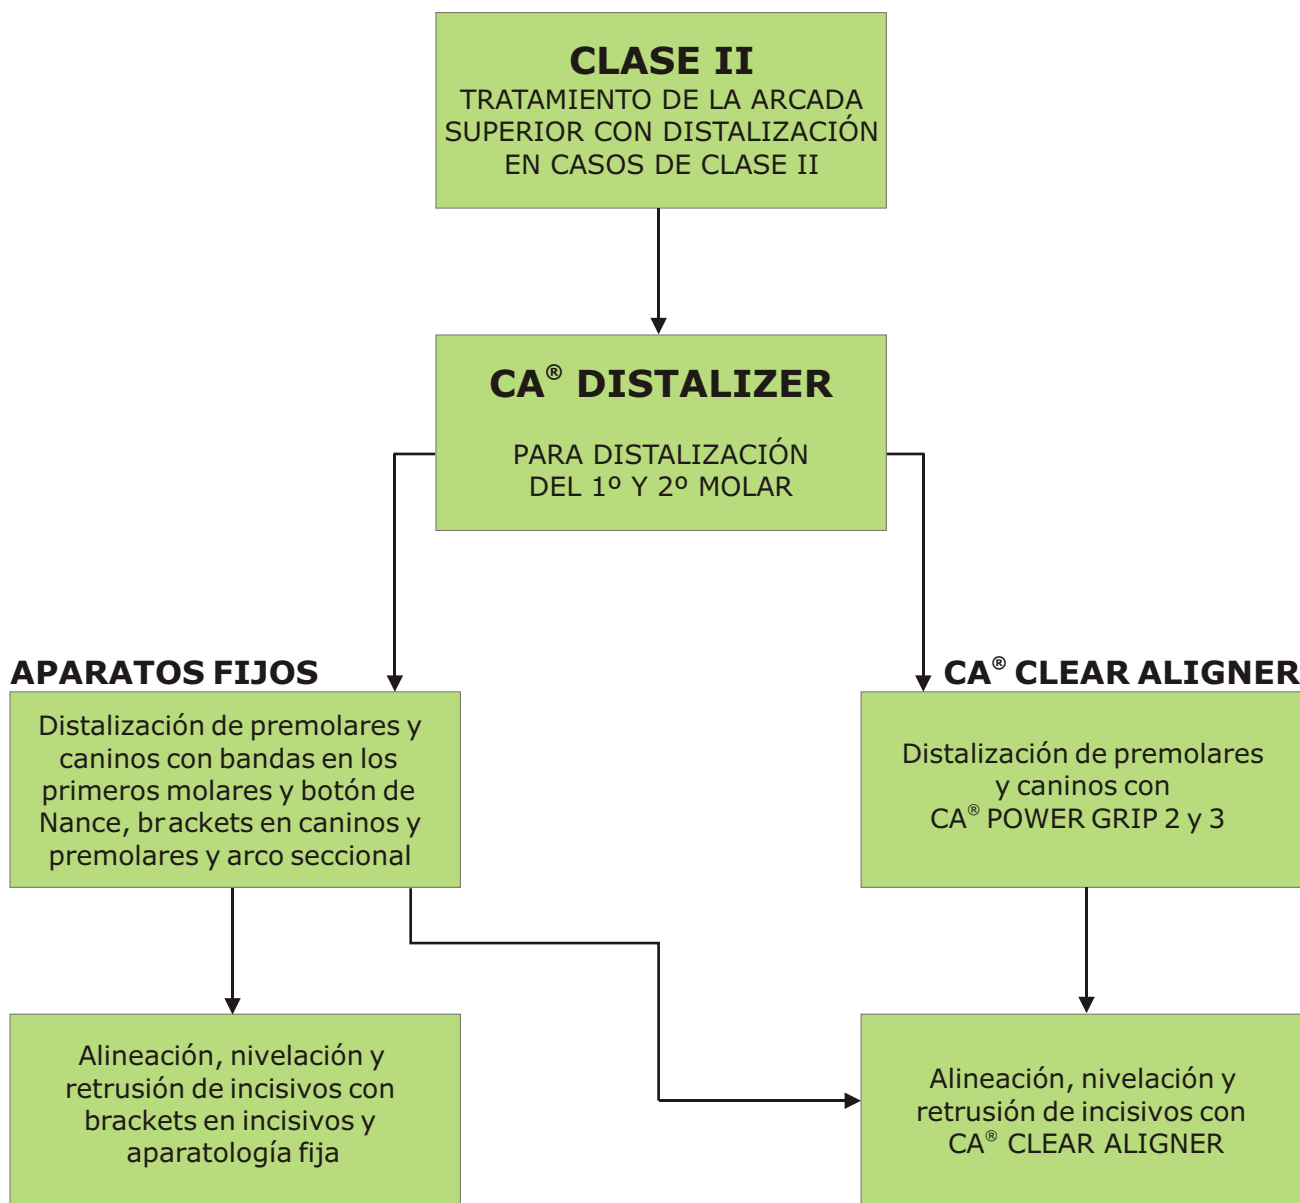 CLASE II
TRATAMIENTO DE LA ARCADA
SUPERIOR CON DISTALIZACIÓN
EN CASOS DE CLASE II
CA® DISTALIZER
PARA DISTALIZACIÓN
DEL 1º Y 2º MOLAR
APARATOS FIJOS
Distalización de premolares y
caninos con bandas en los
primeros molares y botón de
Nance, brackets en caninos y
premolares y arco seccional
CA® CLEAR ALIGNER
Distalización de premolares
y caninos con
CA® POWER GRIP 2 y 3
Alineación, nivelación y
retrusión de incisivos con
brackets en incisivos y
aparatología fija
Alineación, nivelación y
retrusión de incisivos con
CA® CLEAR ALIGNER